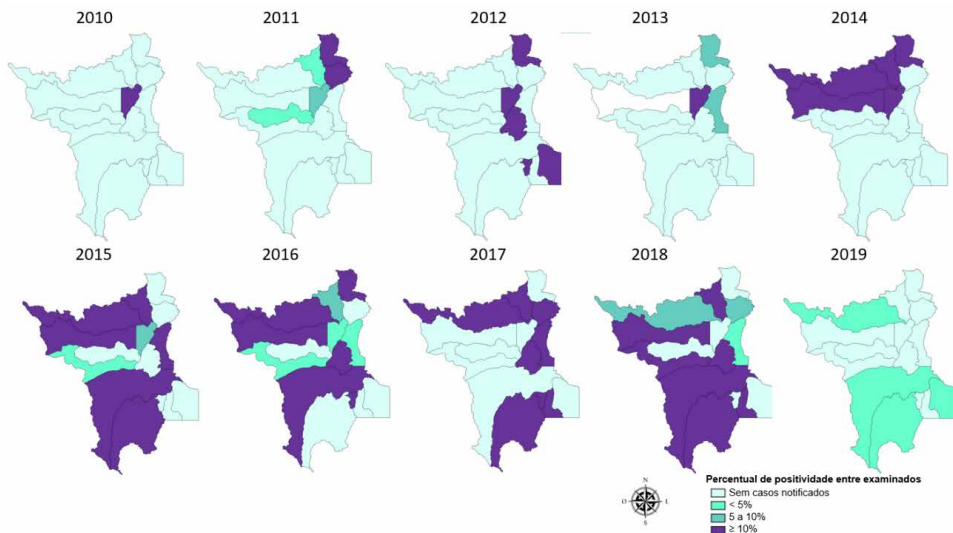 2010
2011
2012
2013
2014
2015
2016
2017
2018
2019
N
O
L
S
Percentual de positividade entre examinados
Sem casos notificados
< 5%
5 a 10%
≥ 10%